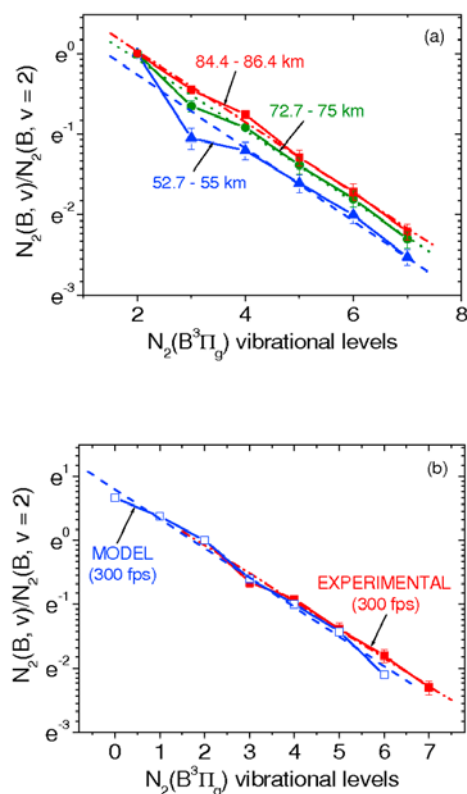 (a)
N₂(B, v)/N₂(B, v = 2)
e⁰
e⁻¹
e⁻²
e⁻³
84.4 - 86.4 km
72.7 - 75 km
52.7 - 55 km
2 4 6 8
N₂(B³Π_g) vibrational levels
(b)
N₂(B, v)/N₂(B, v = 2)
e¹
e⁰
e⁻¹
e⁻²
e⁻³
MODEL
(300 fps)
EXPERIMENTAL
(300 fps)
0 1 2 3 4 5 6 7
N₂(B³Π_g) vibrational levels